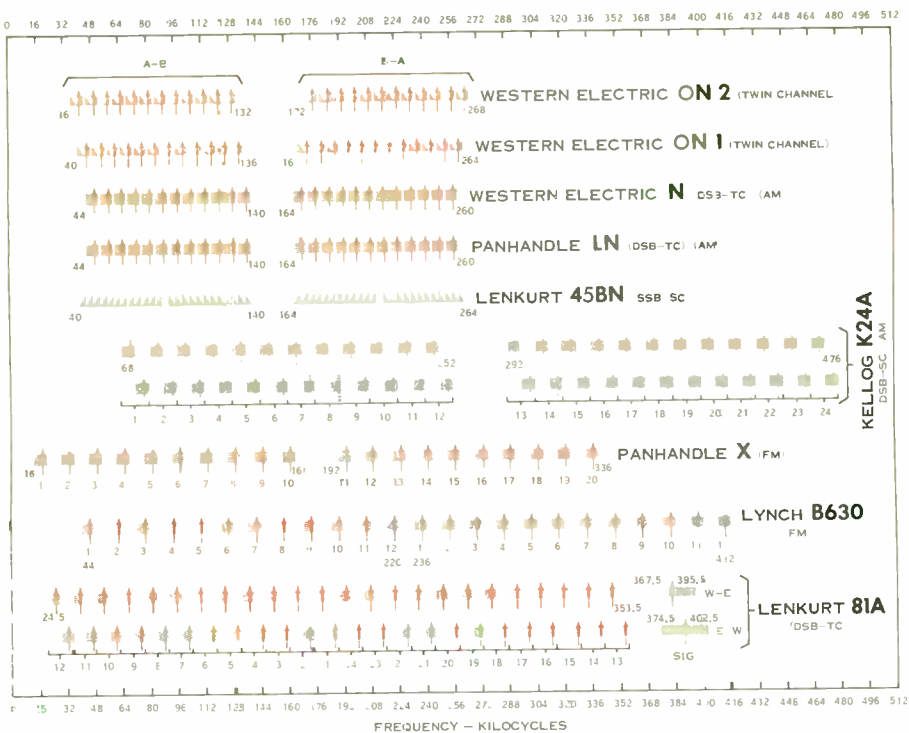 0 16 32 48 64 80 96 112 128 144 160 176 192 208 224 240 256 272 288 304 320 336 352 368 384 400 416 432 448 464 480 496 512
A-B
WESTERN ELECTRIC ON 2 (TWIN CHANNEL
132 268
WESTERN ELECTRIC ON 1 (TWIN CHANNEL)
40 136 16 264
WESTERN ELECTRIC N (AM
44 140 164 260
PANHANDLE LN (DSB-TC) (AM
44 140 164 260
LENKURT 45BN SSB SC
40 140 164 264
KELLOG K24A
DSB-SC AM
68 292 476
1 2 3 4 5 6 7 8 9 10 11 12 13 14 15 16 17 18 19 20 21 22 23 24
PANHANDLE X (FM)
16 192 336
1 2 3 4 5 6 7 8 9 10 11 12 13 14 15 16 17 18 19 20
LYNCH B630
FM
1 2 3 4 5 6 7 8 10 11 12 3 4 5 6 7 8 9 10
44 236
367.5 395.5
W-E
353.5
374.5 402.5
E W
SIG
LENKURT 81A
DSB-TC
12 11 10 9 8 7 6 5 4 3 20 19 18 17 16 15 14 13
32 48 64 80 96 112 128 144 160 208 240 256 272 288 304 336 352 368 384 416 432 448 464 480 496 512
FREQUENCY – KILOCYCLES